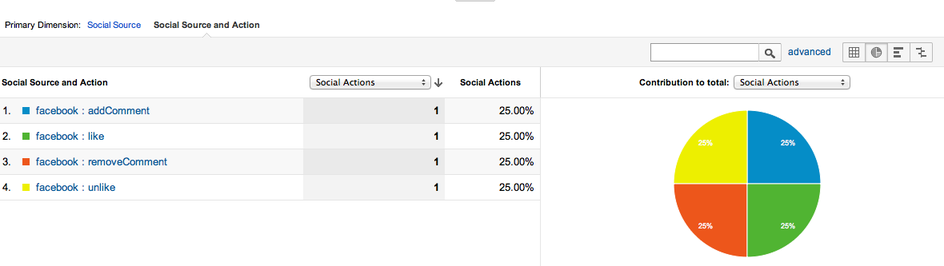 Primary Dimension: Social Source Social Source and Action
advanced
Social Source and Action Social Actions Social Actions Contribution to total: Social Actions
1. facebook : addComment 1 25.00%
2. facebook : like 1 25.00%
3. facebook : removeComment 1 25.00%
4. facebook : unlike 1 25.00%
25% 25%
25% 25%